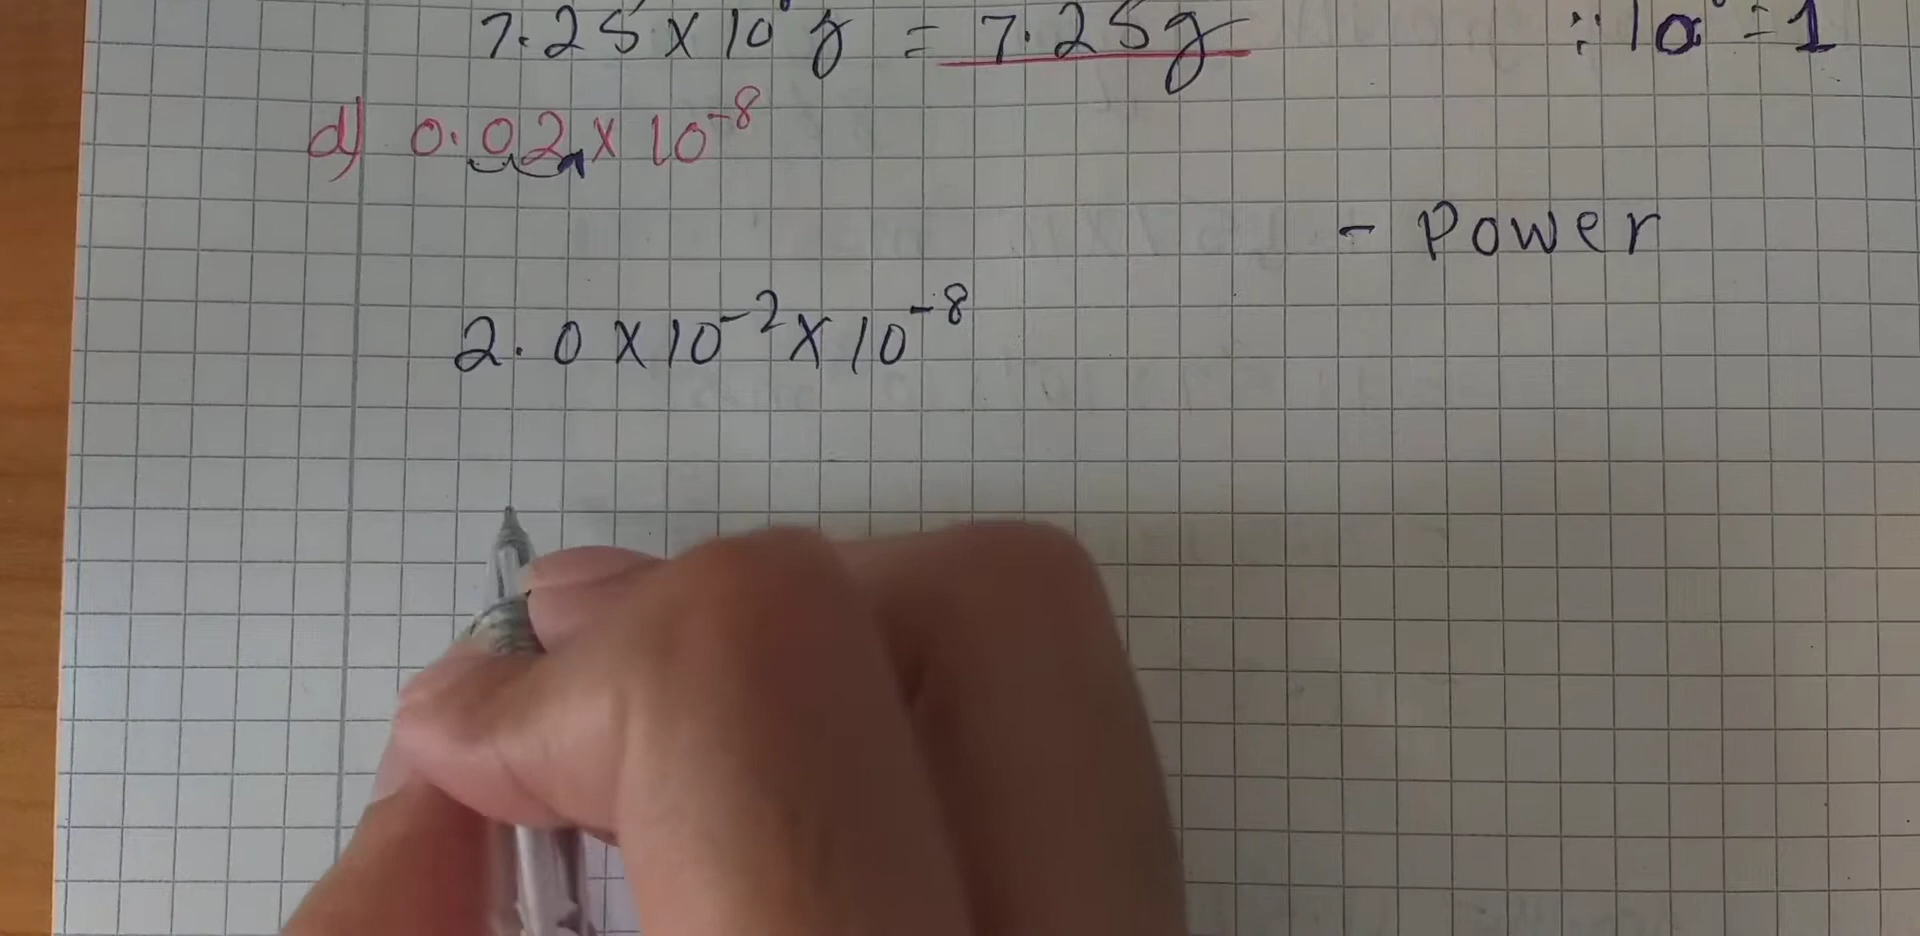 7.25 x 10⁰ g = 7.25g ∵ 10⁰ = 1
d) 0.02 x 10⁻⁸
- Power
2.0 x 10⁻² x 10⁻⁸